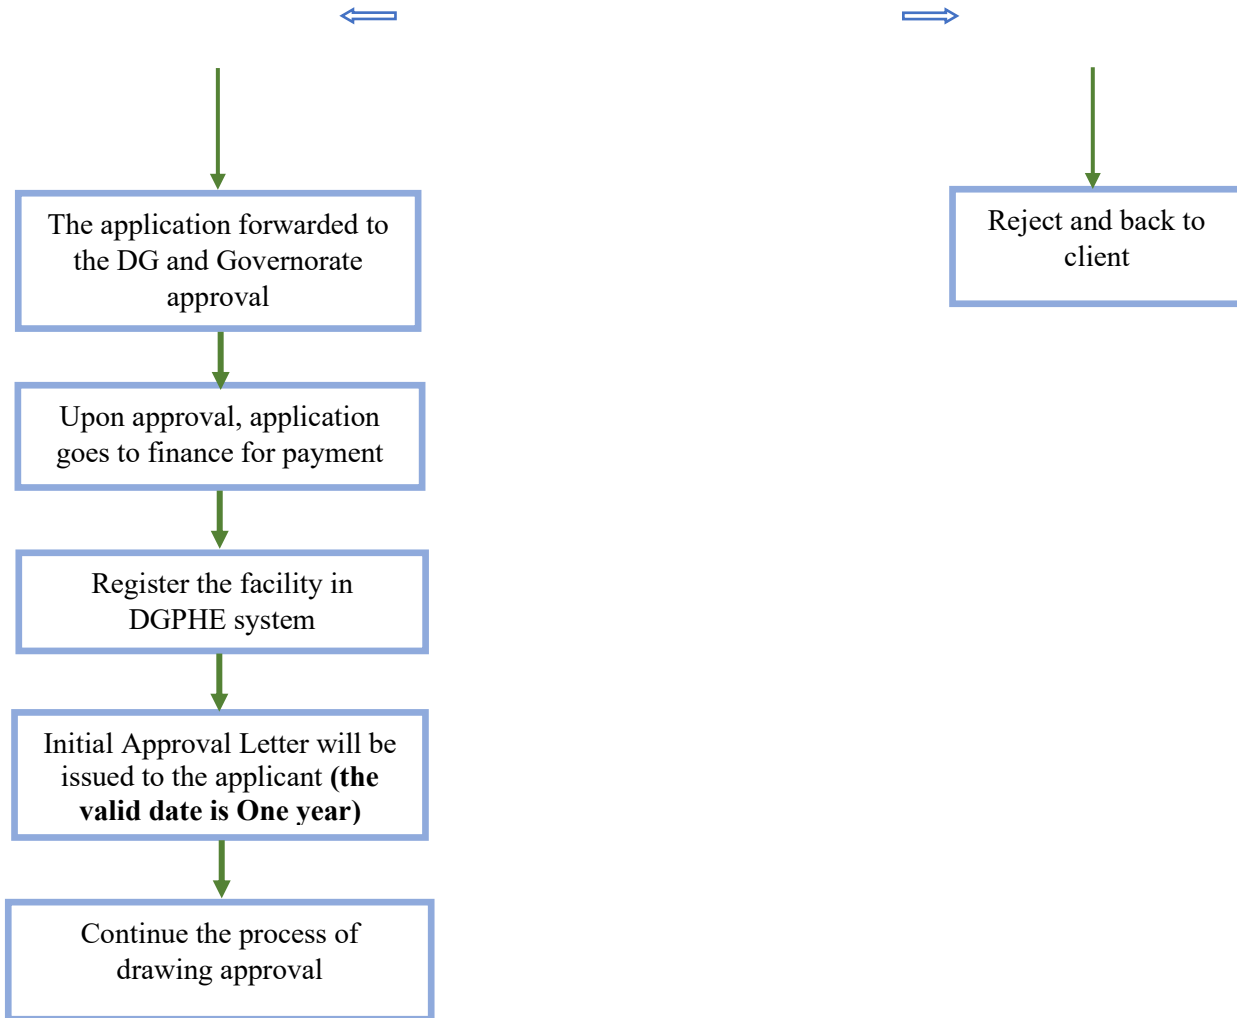 The application forwarded to
the DG and Governorate
approval
Reject and back to
client
Upon approval, application
goes to finance for payment
Register the facility in
DGPHE system
Initial Approval Letter will be
issued to the applicant (the
valid date is One year)
Continue the process of
drawing approval